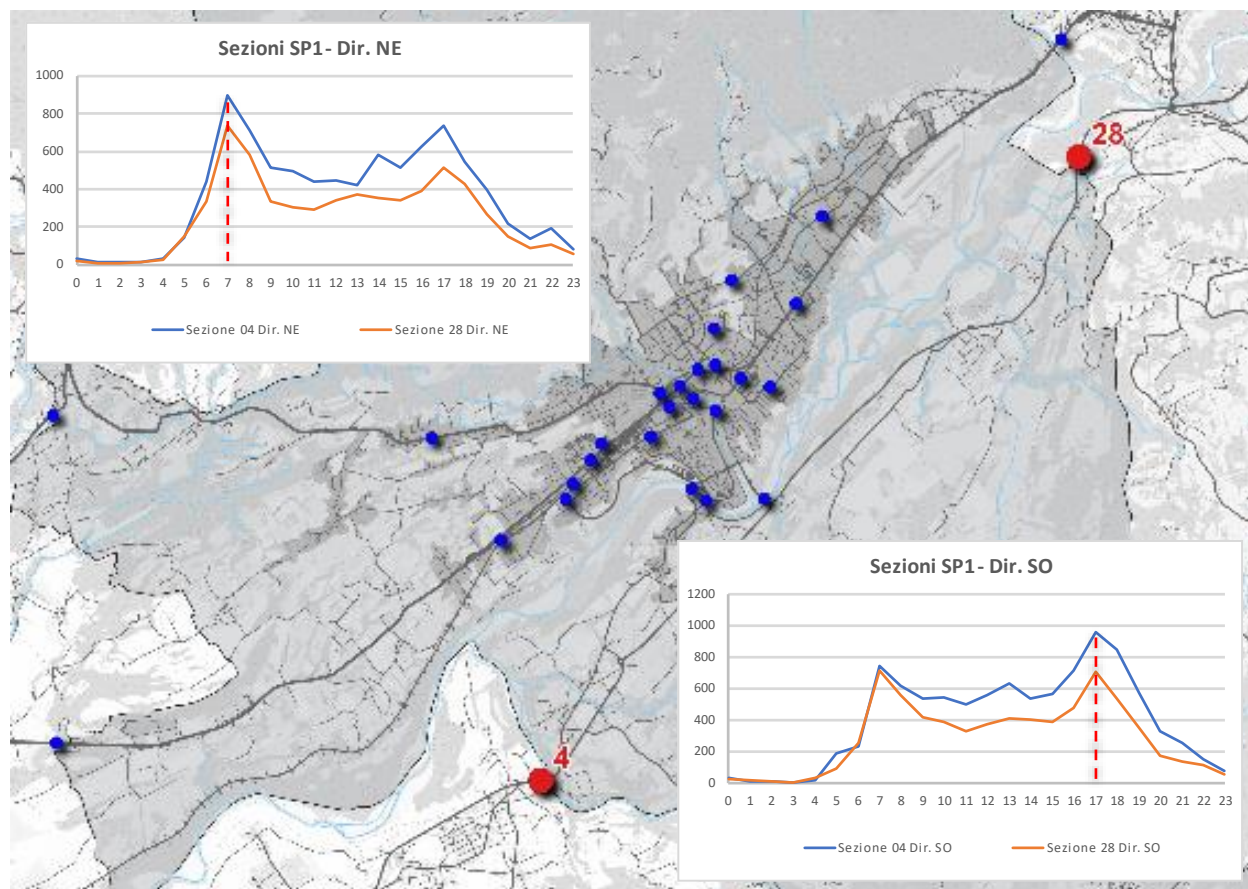 Sezioni SP1- Dir. NE
1000
800
600
400
200
0
0 1 2 3 4 5 6 7 8 9 10 11 12 13 14 15 16 17 18 19 20 21 22 23
Sezione 04 Dir. NE Sezione 28 Dir. NE
28
4
Sezioni SP1- Dir. SO
1200
1000
800
600
400
200
0
0 1 2 3 4 5 6 7 8 9 10 11 12 13 14 15 16 17 18 19 20 21 22 23
Sezione 04 Dir. SO Sezione 28 Dir. SO